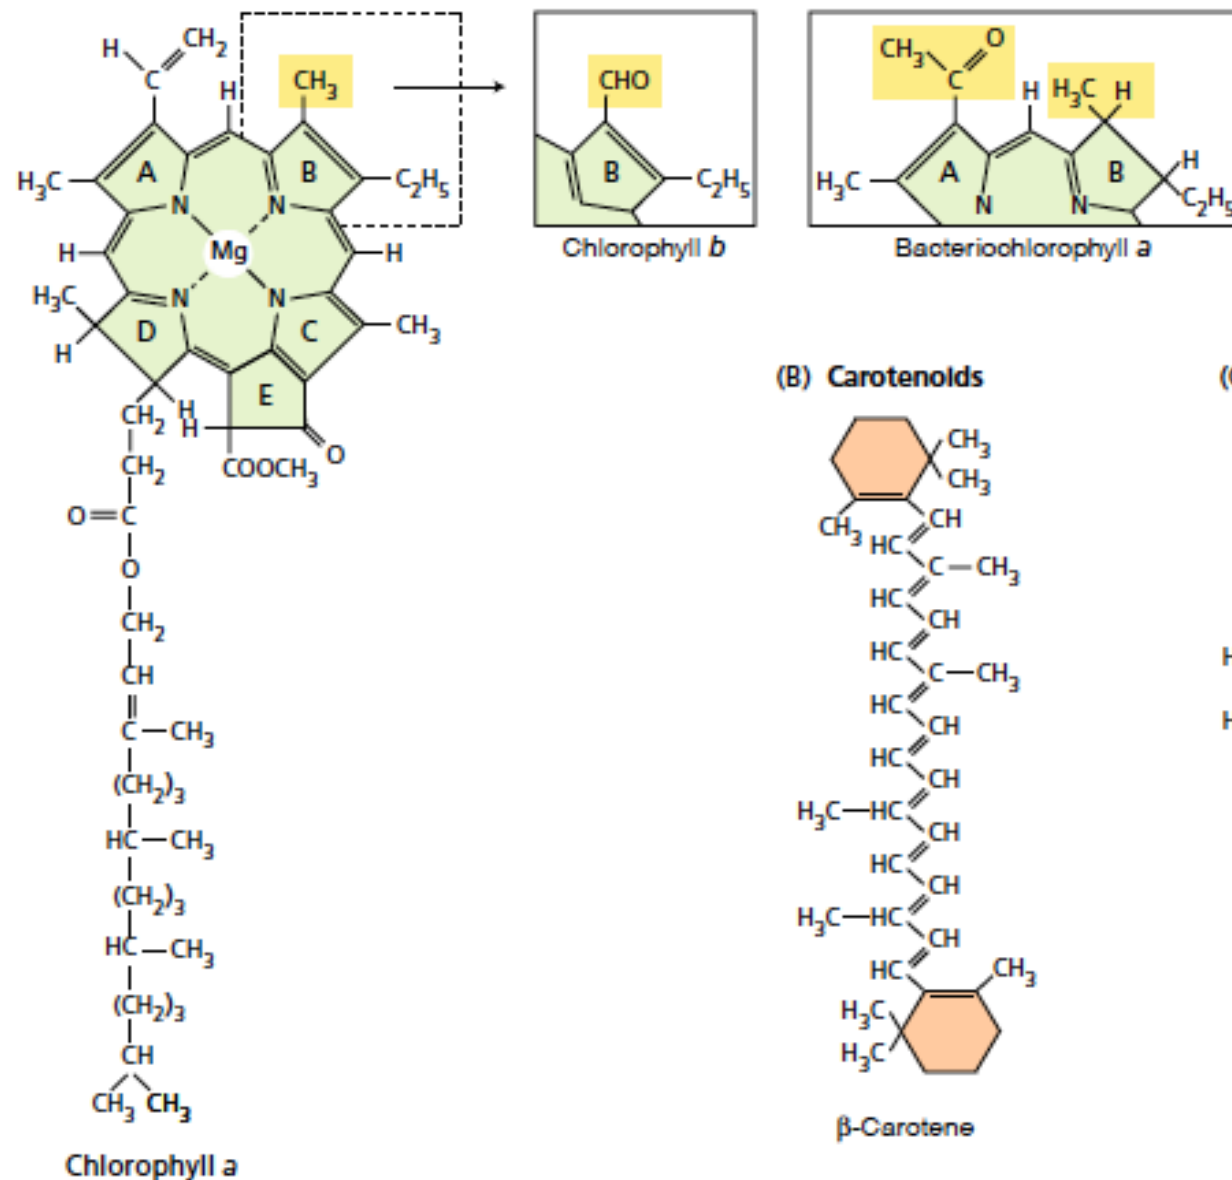 H CH₂
C
H
CH₃
A
B
H₃C
C₂H₅
N N
Mg
H H
N N
H₃C
H
D
C
CH₃
E
H
H
O
COOCH₃
CH₂
CH₂
O=C
O
CH₂
CH
C—CH₃
(CH₂)₃
HC—CH₃
(CH₂)₃
HC—CH₃
(CH₂)₃
CH
CH₃ CH₃
Chlorophyll a
CHO
B
C₂H₅
Chlorophyll b
CH₃ O
C
H
H₃C H
A
B
H₃C
H
C₂H₅
N N
Bacteriochlorophyll a
(B) Carotenoids
CH₃
CH₃
CH₃
CH
HC
C—CH₃
HC
CH
HC
C—CH₃
HC
CH
HC
CH
H₃C—HC
CH
HC
CH
H₃C—HC
CH
HC
CH₃
H₃C
H₃C
β-Carotene
(
H
H